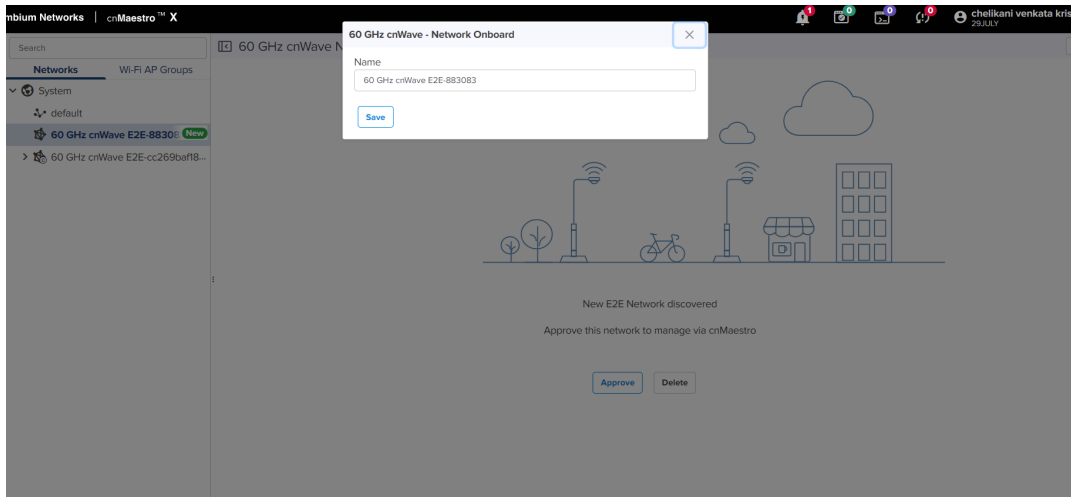 mbium Networks | cnMaestro™ X
1 0 0 0 chelikani venkata kris
29JULY
Search
60 GHz cnWave N
60 GHz cnWave - Network Onboard
Name
60 GHz cnWave E2E-883083
Save
Networks Wi-Fi AP Groups
System
default
60 GHz cnWave E2E-88308 New
60 GHz cnWave E2E-cc269baf18...
New E2E Network discovered
Approve this network to manage via cnMaestro
Approve Delete